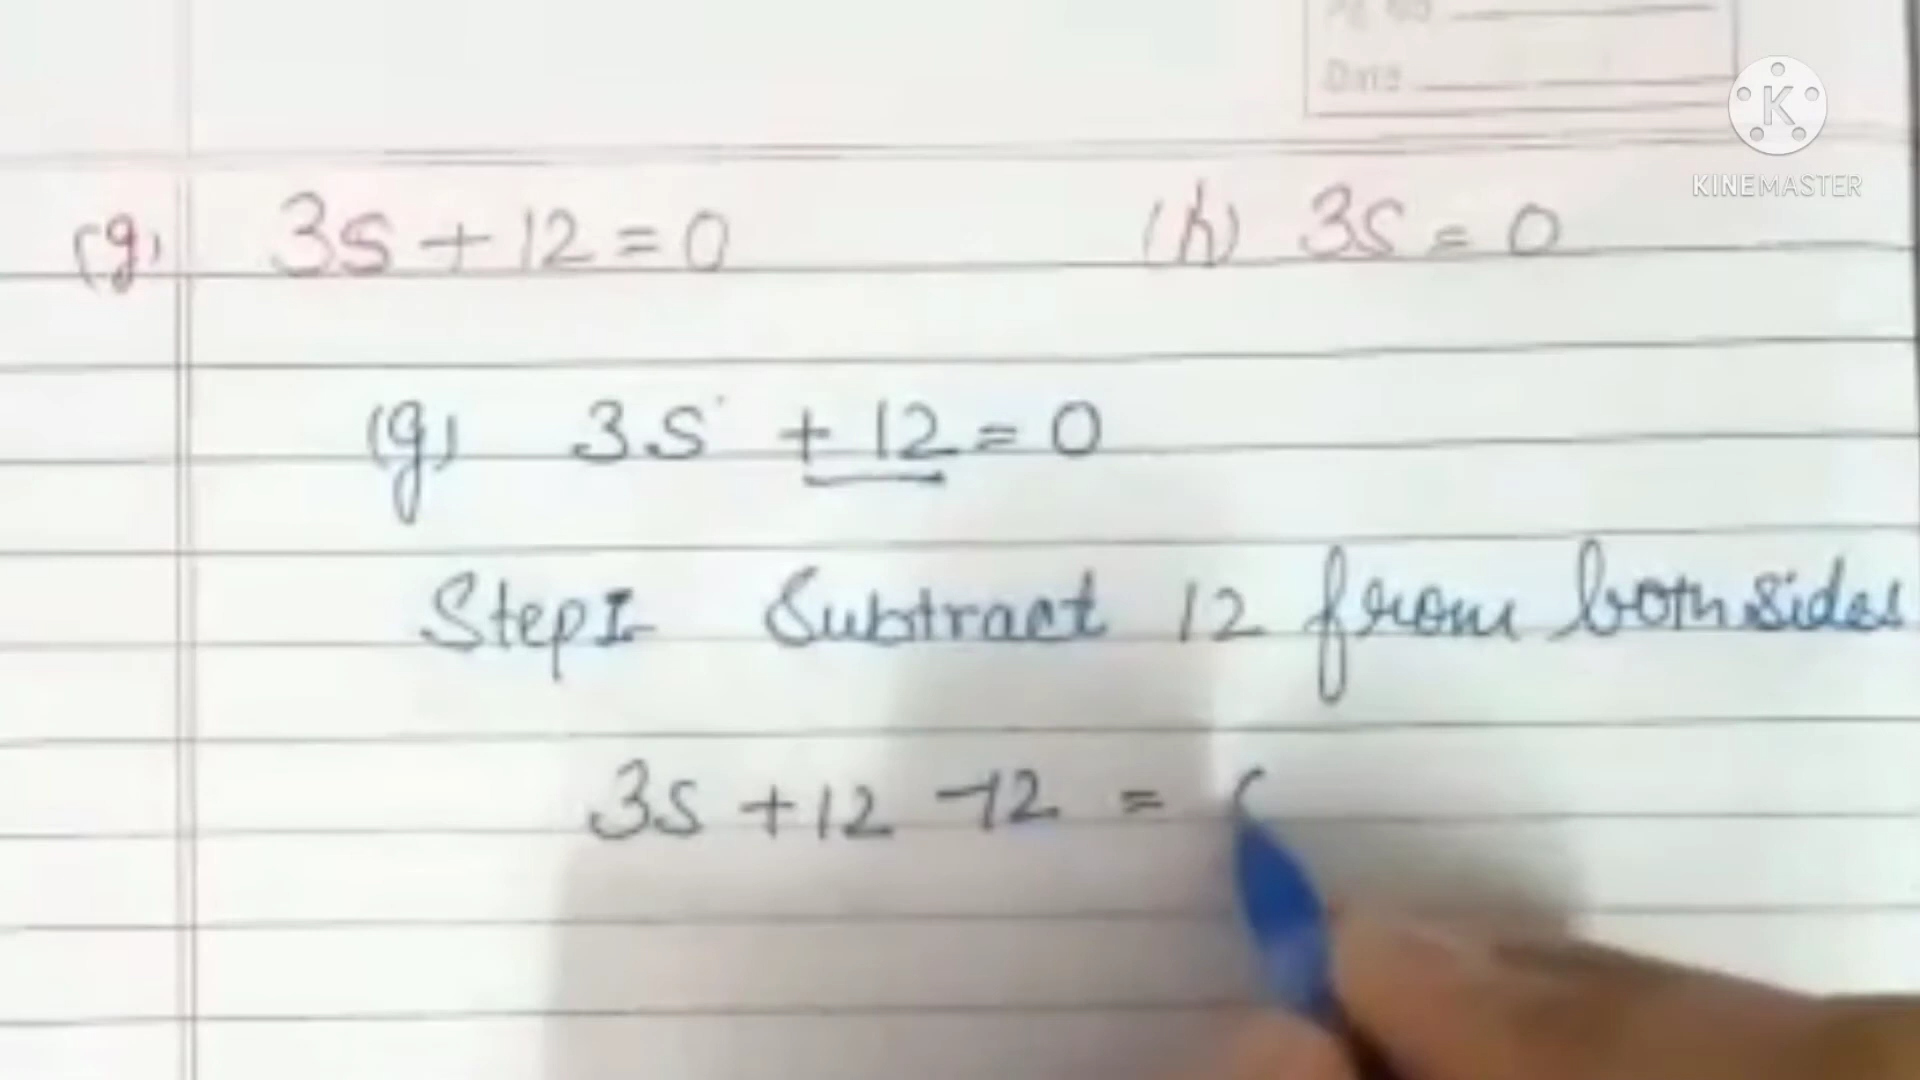 Date
KINEMASTER
(g) 3s + 12 = 0 (h) 3s = 0
(g) 3s + 12 = 0
Step I- Subtract 12 from both sides
3s + 12 - 12 =